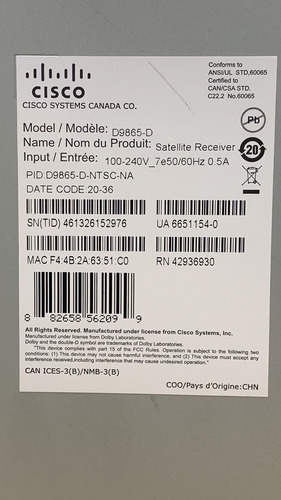 CISCO
CISCO SYSTEMS CANADA CO.
Conforms to
ANSI/UL STD,60065
Certified to
CAN/CSA STD.
C22.2 No.60065
Pb
Model / Modèle: D9865-D
Name / Nom du Produit: Satellite Receiver
20
Input / Entrée: 100-240V_7e50/60Hz 0.5A
PID:D9865-D-NTSC-NA
DATE CODE:20-36
SN(TID) 461326152976
UA 6651154-0
MAC F4:4B:2A:63:51:C0
RN 42936930
8 82658 56209 9
All Rights Reserved. Manufactured under license from Cisco Systems, Inc.
Manufactured under license from Dolby Laboratories.
Dolby and the double-D symbol are trademarks of Dolby Laboratories.
"This device complies with part 15 of the FCC Rules. Operation is subject to the following two
conditions: (1) This device may not cause harmful interference, and (2) This device must accept any
interference received,including interference that may cause undesired operation."
CAN ICES-3(B)/NMB-3(B)
COO/Pays d'Origine:CHN